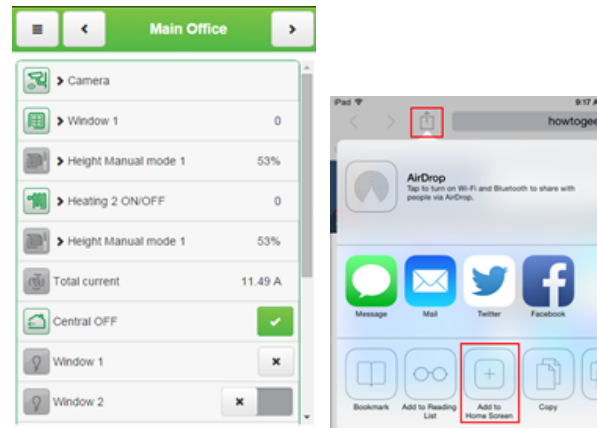 Main Office
Camera
Window 1 0
Height Manual mode 1 53%
Heating 2 ON/OFF 0
Height Manual mode 1 53%
Total current 11.49 A
Central OFF
Window 1
Window 2
iPad 9:17 A
howtogee
AirDrop
Tap to turn on Wi-Fi and Bluetooth to share with
people via AirDrop.
Message Mail Twitter Facebook
Bookmark Add to Reading List Add to Home Screen Copy